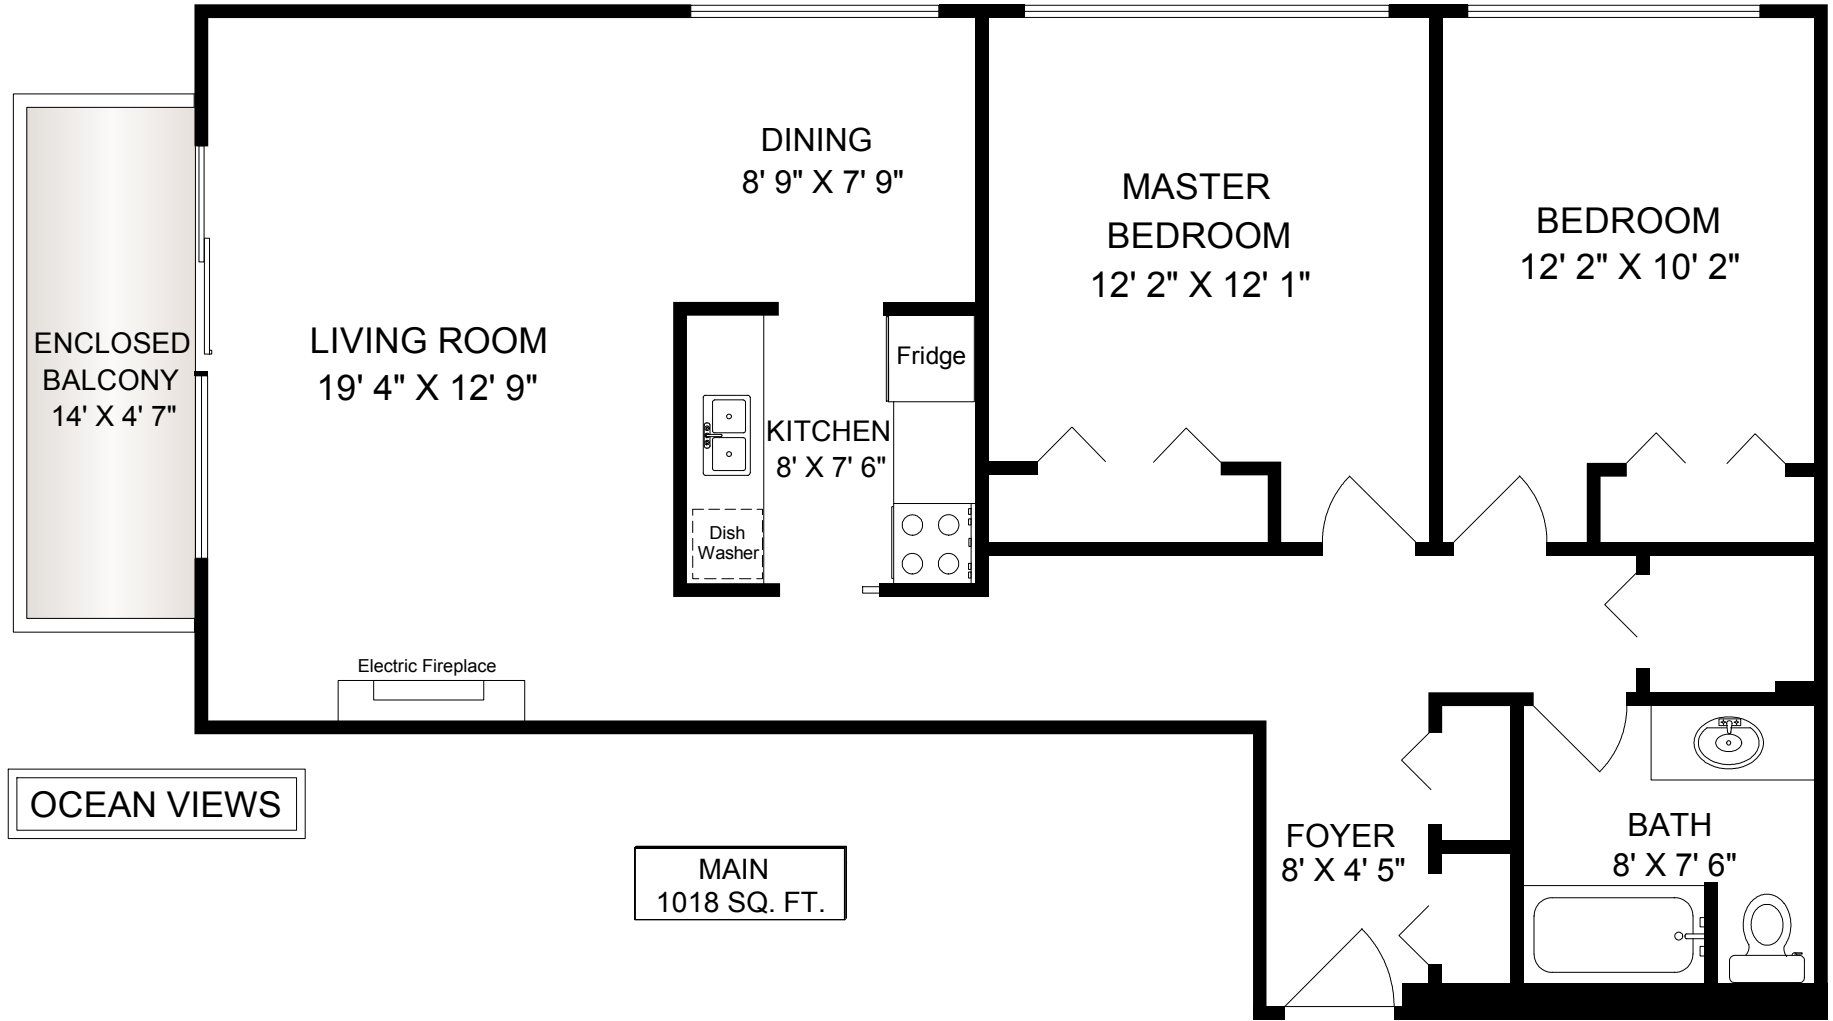 DINING
8' 9" X 7' 9"
MASTER
BEDROOM
12' 2" X 12' 1"
BEDROOM
12' 2" X 10' 2"
ENCLOSED
BALCONY
14' X 4' 7"
LIVING ROOM
19' 4" X 12' 9"
Fridge
KITCHEN
8' X 7' 6"
Dish
Washer
Electric Fireplace
OCEAN VIEWS
MAIN
1018 SQ. FT.
FOYER
8' X 4' 5"
BATH
8' X 7' 6"